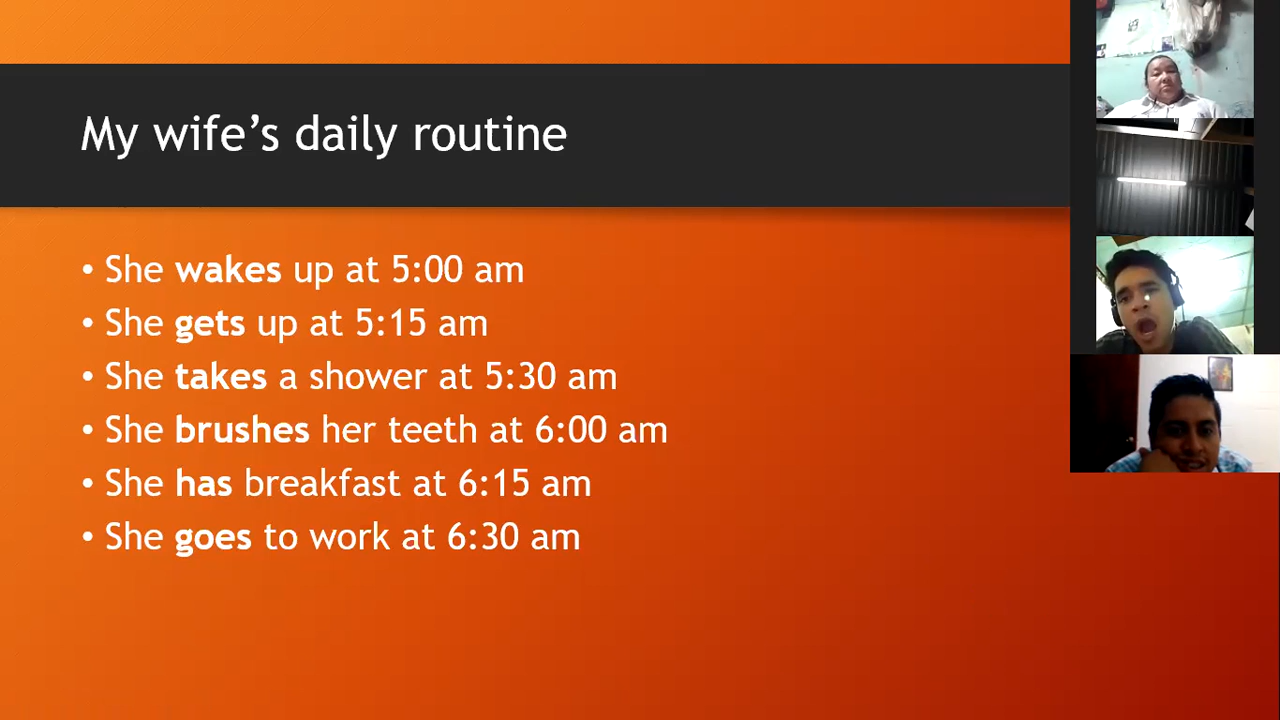 My wife’s daily routine
• She wakes up at 5:00 am
• She gets up at 5:15 am
• She takes a shower at 5:30 am
• She brushes her teeth at 6:00 am
• She has breakfast at 6:15 am
• She goes to work at 6:30 am